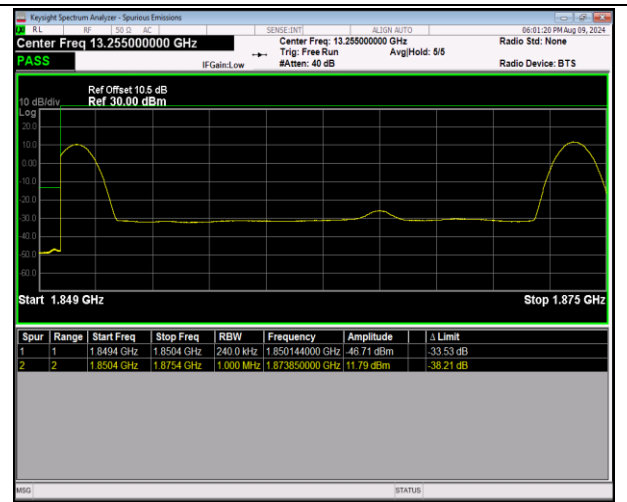 Keysight Spectrum Analyzer - Spurious Emissions
RL RF 50 Ω AC SENSE:INT ALIGN AUTO 06:01:20 PM Aug 09, 2024
Center Freq 13.255000000 GHz Center Freq: 13.255000000 GHz Radio Std: None
Trig: Free Run Avg|Hold: 5/5
PASS IFGain:Low #Atten: 40 dB Radio Device: BTS
Ref Offset 10.5 dB
10 dB/div Ref 30.00 dBm
Log
20.0
10.0
0.00
-10.0
-20.0
-30.0
-40.0
-50.0
-60.0
Start 1.849 GHz Stop 1.875 GHz
Spur Range Start Freq Stop Freq RBW Frequency Amplitude Δ Limit
1 1 1.8494 GHz 1.8504 GHz 240.0 kHz 1.850144000 GHz -46.71 dBm -33.53 dB
2 2 1.8504 GHz 1.8754 GHz 1.000 MHz 1.873850000 GHz 11.79 dBm -38.21 dB
MSG STATUS